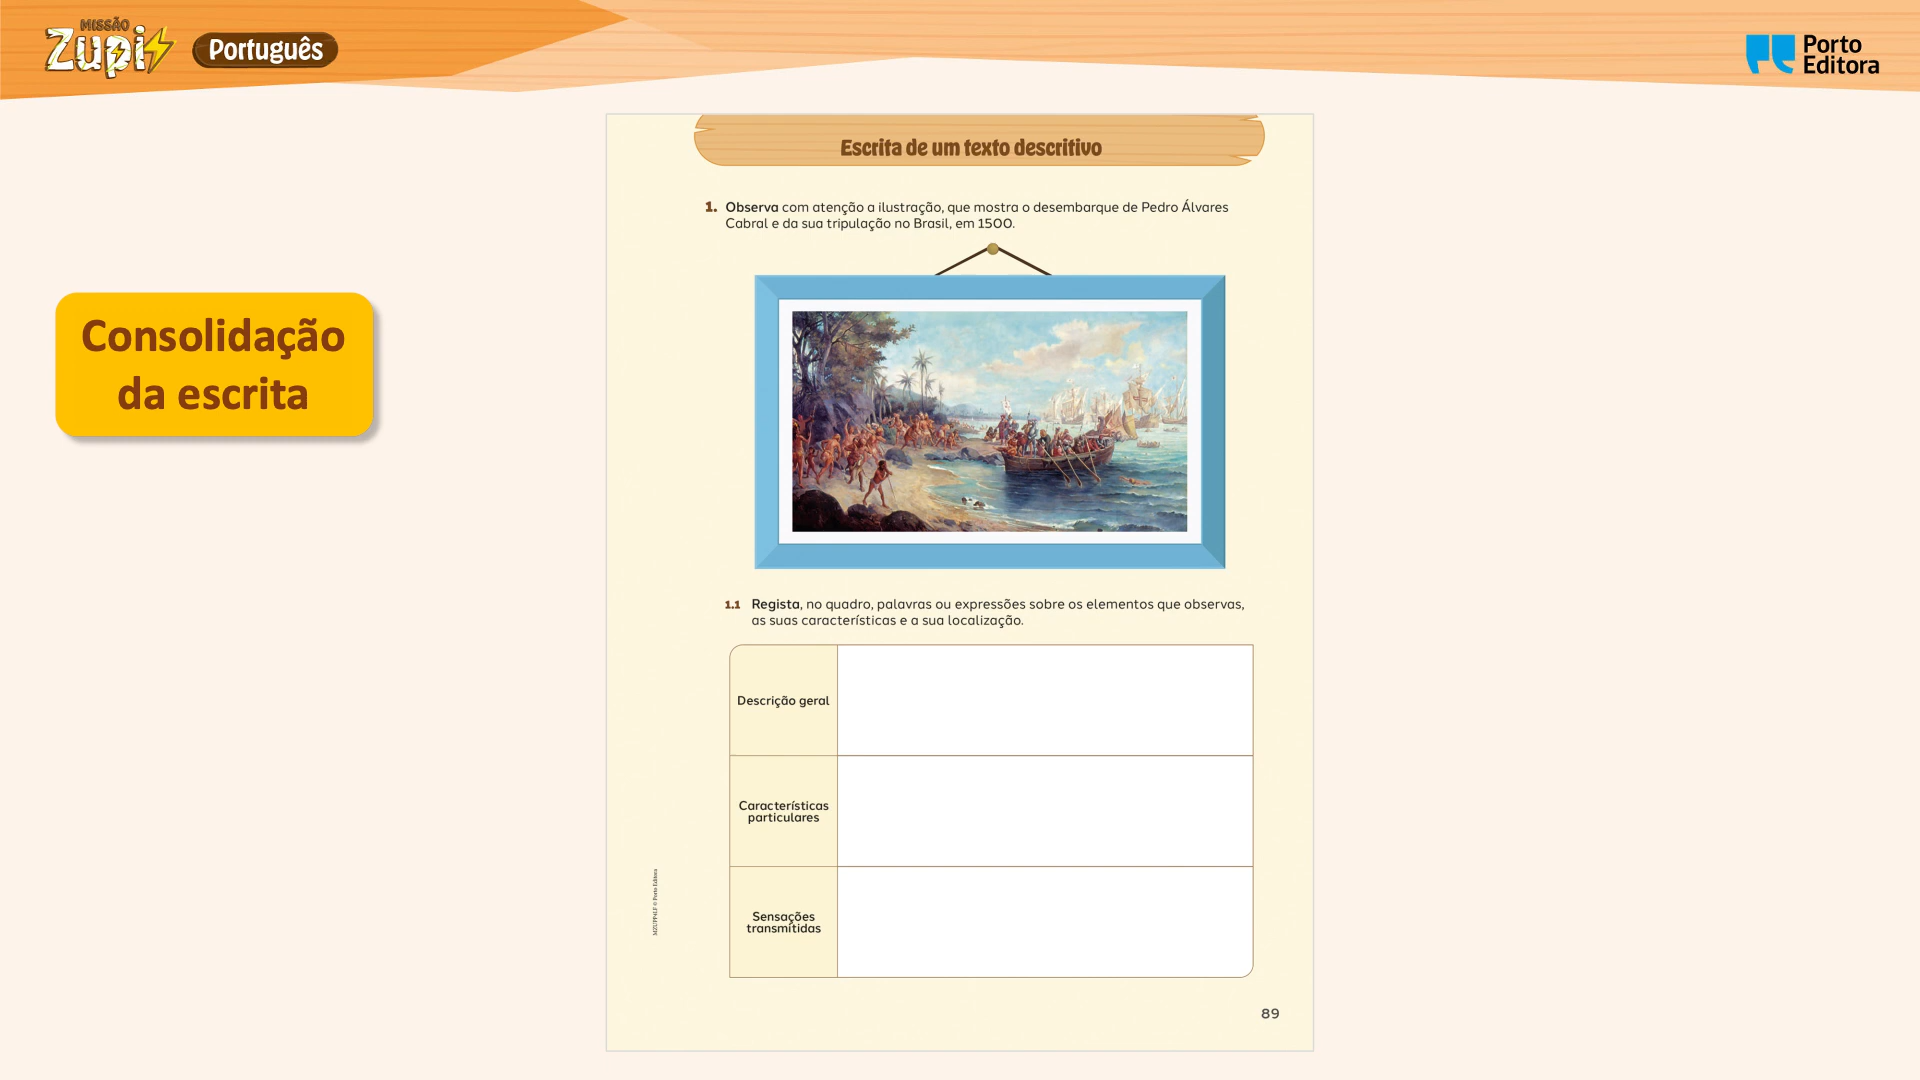 MISSÃO
Zupi
Português
Porto
Editora
Consolidação
da escrita
Escrita de um texto descritivo
1. Observa com atenção a ilustração, que mostra o desembarque de Pedro Álvares
Cabral e da sua tripulação no Brasil, em 1500.
1.1 Regista, no quadro, palavras ou expressões sobre os elementos que observas,
as suas características e a sua localização.
Descrição geral
Características
particulares
Sensações
transmitidas
MZUPP4LF © Porto Editora
89